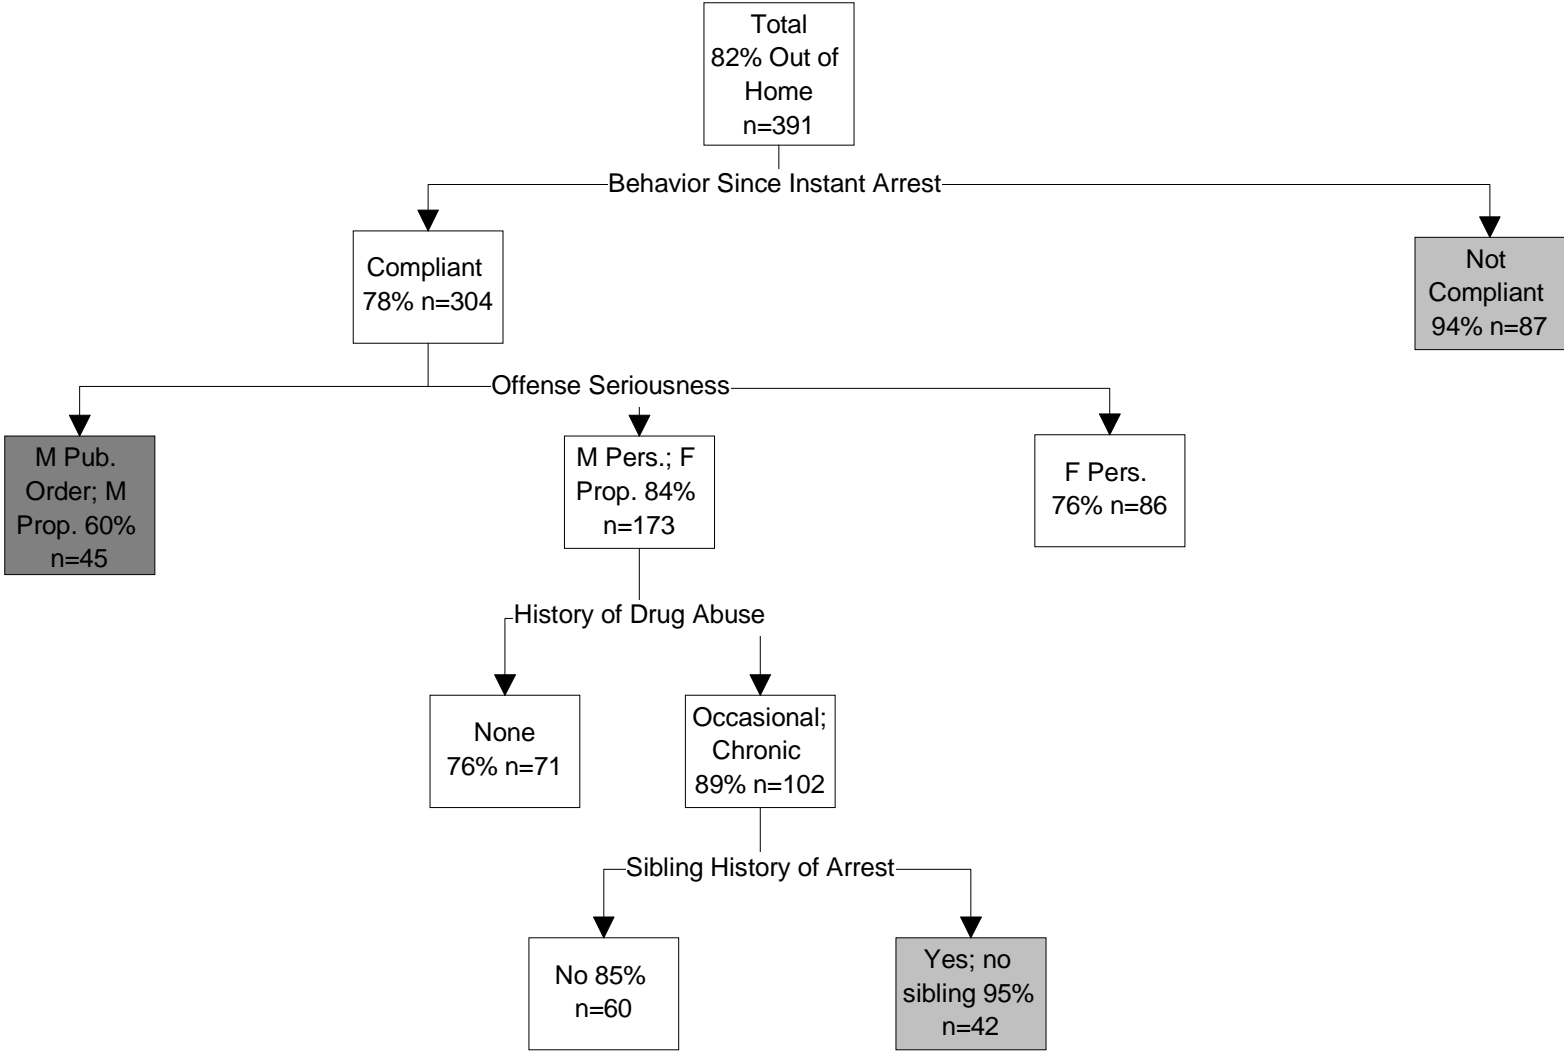 Total
82% Out of
Home
n=391
Behavior Since Instant Arrest
Compliant
78% n=304
Not
Compliant
94% n=87
Offense Seriousness
M Pub.
Order; M
Prop. 60%
n=45
M Pers.; F
Prop. 84%
n=173
F Pers.
76% n=86
History of Drug Abuse
None
76% n=71
Occasional;
Chronic
89% n=102
Sibling History of Arrest
No 85%
n=60
Yes; no
sibling 95%
n=42